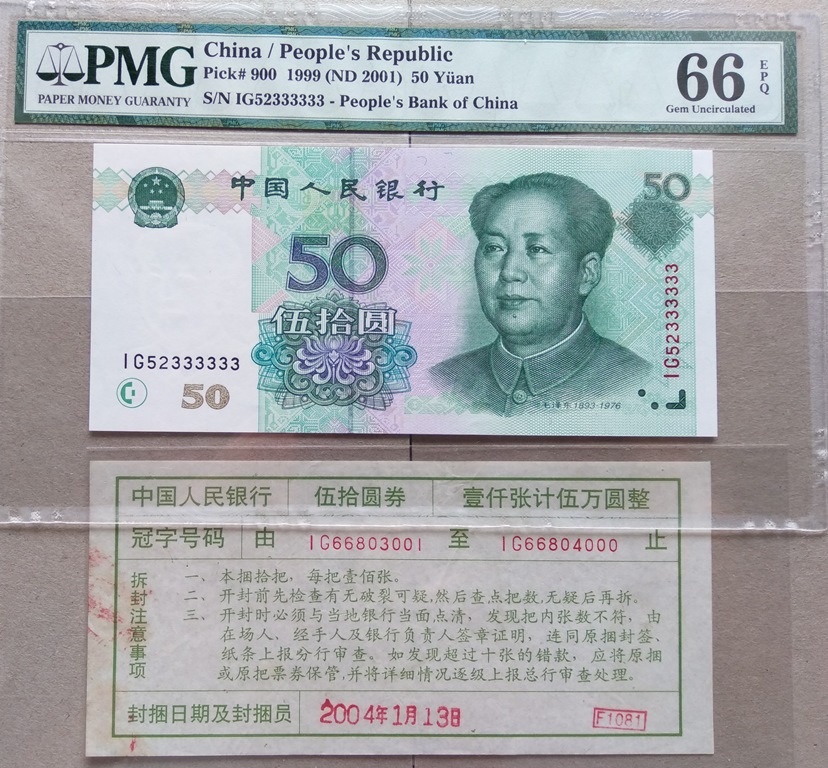 PMG
PAPER MONEY GUARANTY
China / People's Republic
Pick# 900 1999 (ND 2001) 50 Yüan
S/N IG52333333 - People's Bank of China
66
EPQ
Gem Uncirculated
中国人民银行
50
50
伍拾圆
IG52333333
50
IG52333333
毛泽东 1893-1976
中国人民银行 伍拾圆券 壹仟张计伍万圆整
冠字号码 由 IG66803001 至 IG66804000 止
拆封注意事项
一、本捆拾把，每把壹佰张。
二、开封前先检查有无破裂可疑，然后查点把数，无疑后再拆。
三、开封时必须与当地银行当面点清，发现把内张数不符，由
在场人、经手人及银行负责人签章证明，连同原捆封签、
纸条上报分行审查。如发现超过十张的错款，应将原捆
或原把票券保管，并将详细情况逐级上报总行审查处理。
封捆日期及封捆员 2004年1月13日 F1081